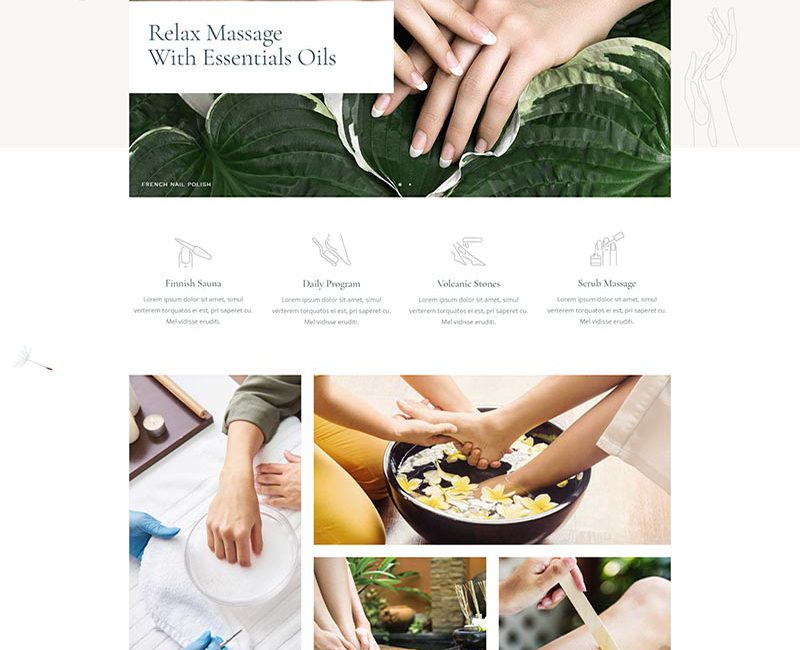 Relax Massage
With Essentials Oils
FRENCH NAIL POLISH
Finnish Sauna
Lorem ipsum dolor sit amet, simul
verterem torquatos ei est, pri saperet cu.
Mel vidisse eruditi.
Daily Program
Lorem ipsum dolor sit amet, simul
verterem torquatos ei est, pri saperet cu.
Mel vidisse eruditi.
Volcanic Stones
Lorem ipsum dolor sit amet, simul
verterem torquatos ei est, pri saperet cu.
Mel vidisse eruditi.
Scrub Massage
Lorem ipsum dolor sit amet, simul
verterem torquatos ei est, pri saperet cu.
Mel vidisse eruditi.